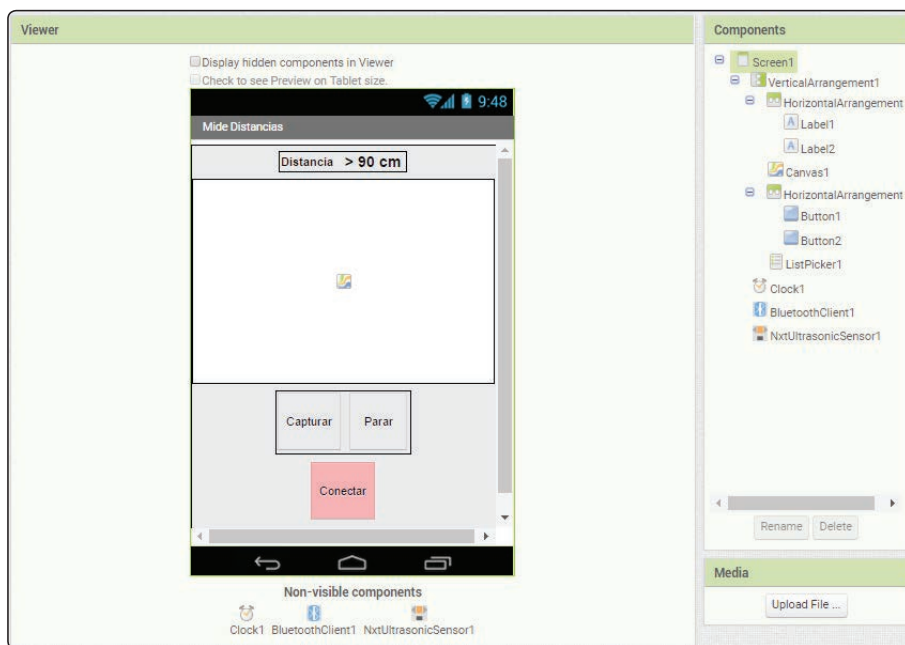 Viewer
Display hidden components in Viewer
Check to see Preview on Tablet size.
9:48
Mide Distancias
Distancia > 90 cm
Capturar Parar
Conectar
Non-visible components
Clock1 BluetoothClient1 NxtUltrasonicSensor1
Components
Screen1
VerticalArrangement1
HorizontalArrangement
Label1
Label2
Canvas1
HorizontalArrangement
Button1
Button2
ListPicker1
Clock1
BluetoothClient1
NxtUltrasonicSensor1
Rename Delete
Media
Upload File ...